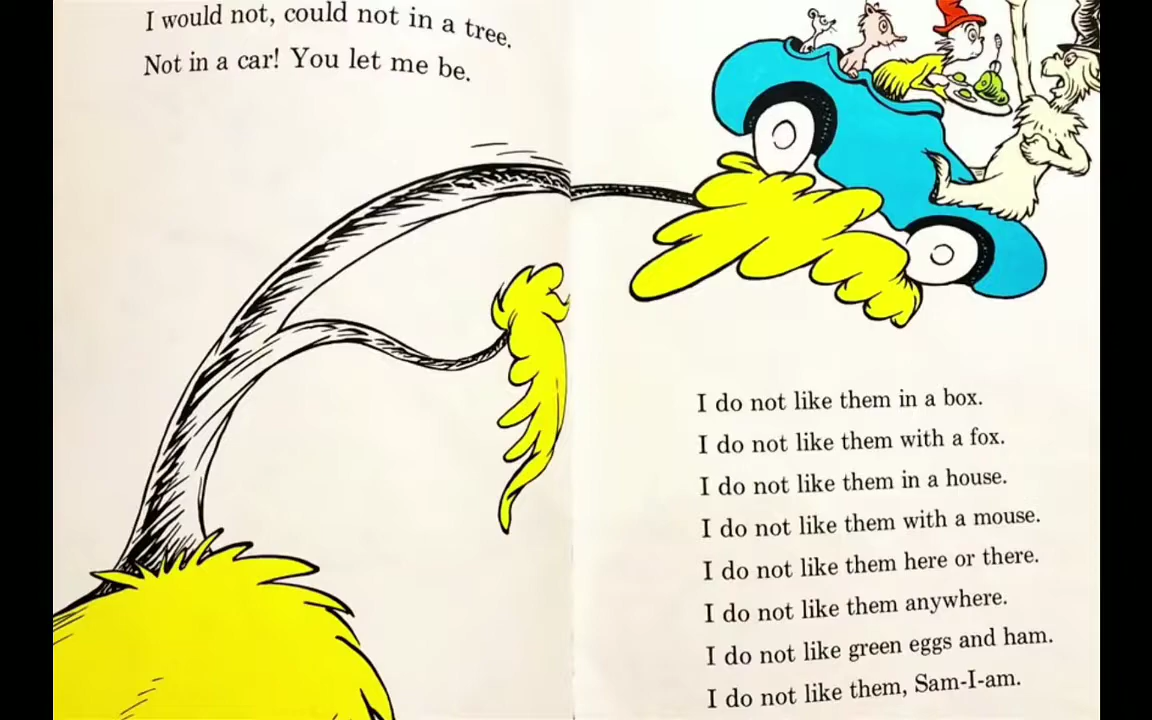 I would not, could not in a tree.
Not in a car! You let me be.
I do not like them in a box.
I do not like them with a fox.
I do not like them in a house.
I do not like them with a mouse.
I do not like them here or there.
I do not like them anywhere.
I do not like green eggs and ham.
I do not like them, Sam-I-am.